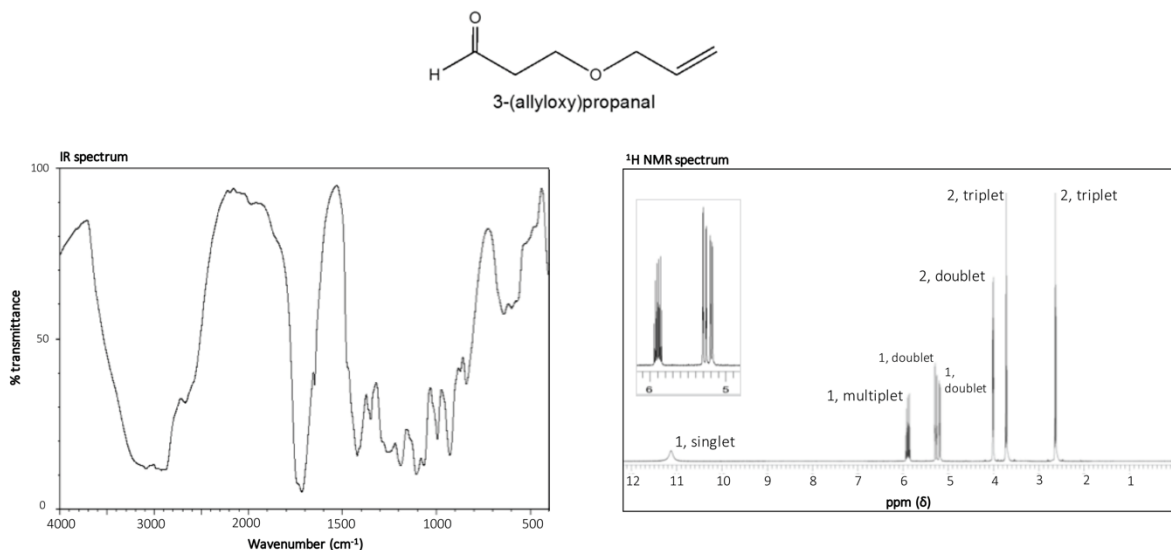 O
H
O
3-(allyloxy)propanal
IR spectrum
100
50
0
% transmittance
4000 3000 2000 1500 1000 500
Wavenumber (cm-1)
¹H NMR spectrum
2, triplet 2, triplet
2, doublet
1, doublet
1, doublet
1, multiplet
1, singlet
6 5
12 11 10 9 8 7 6 5 4 3 2 1
ppm (δ)